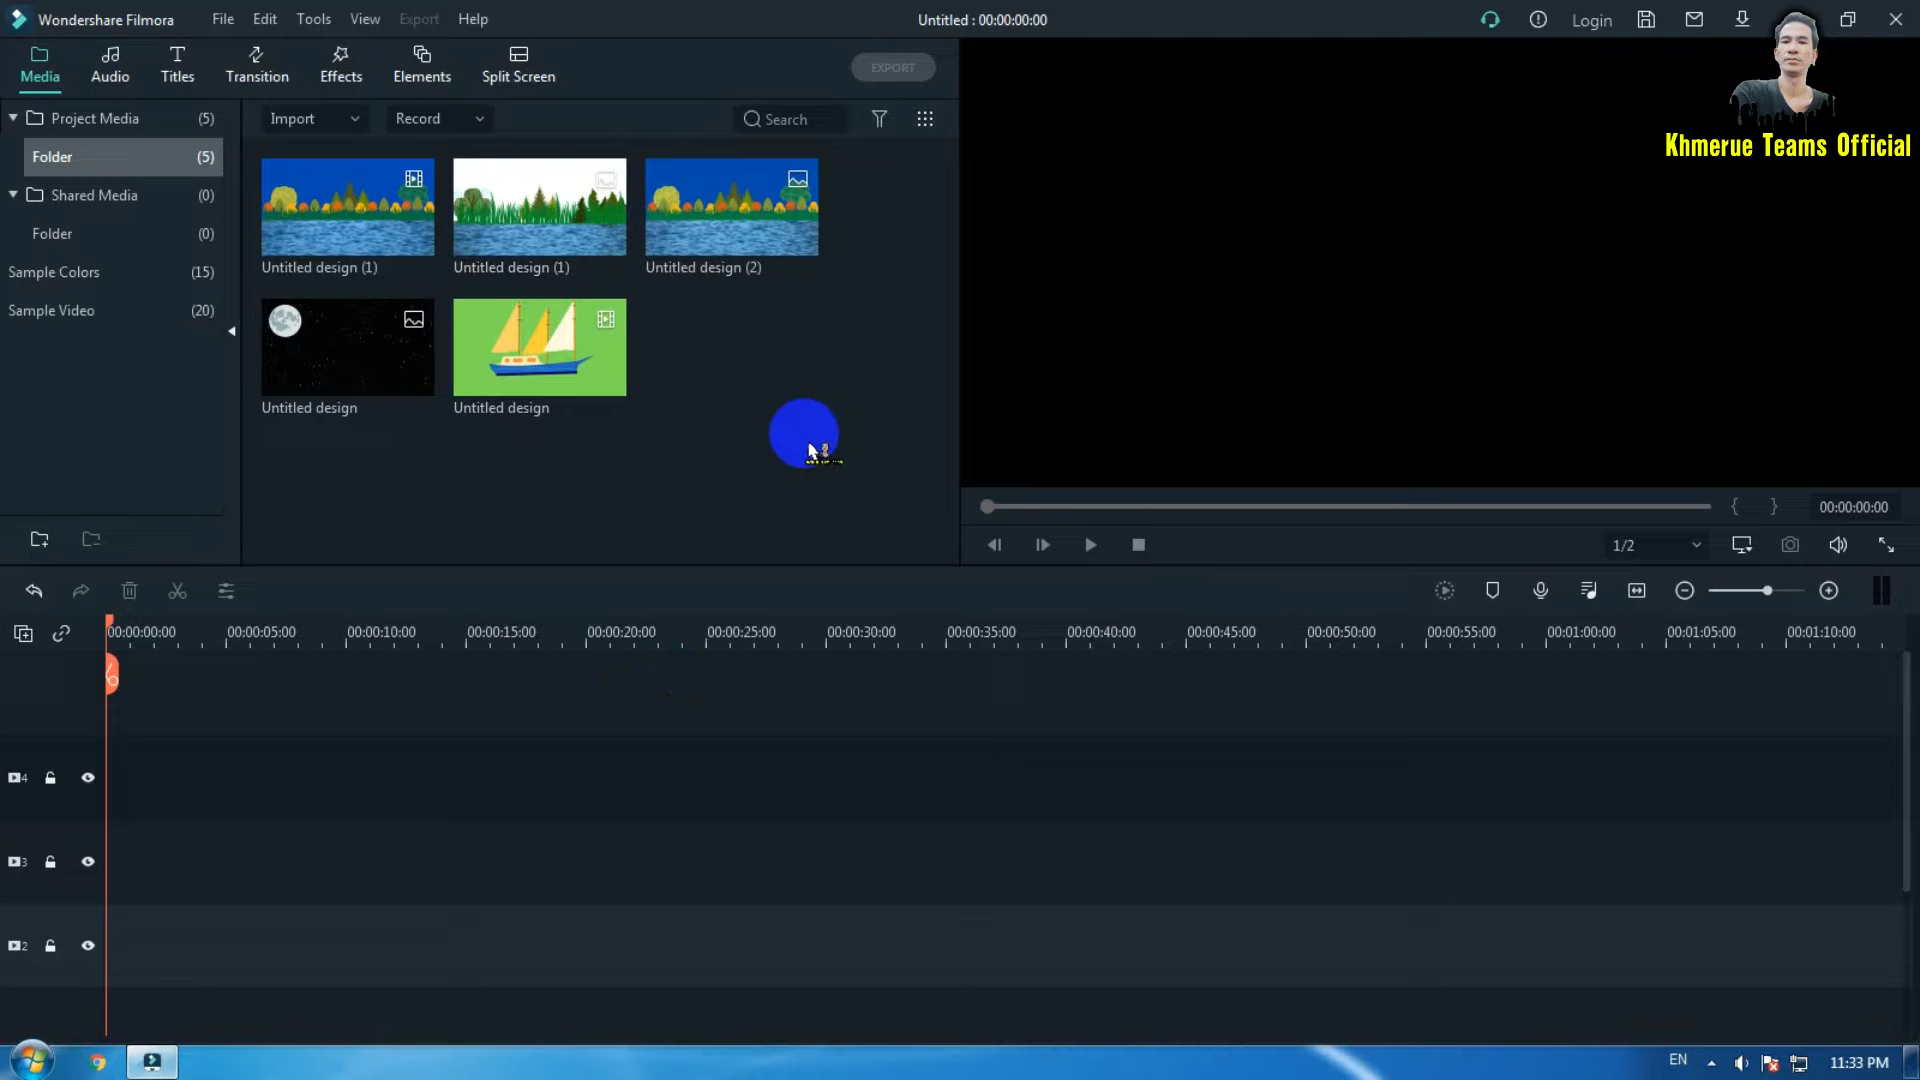 Wondershare Filmora
File
Edit
Tools
View
Export
Help
Untitled : 00:00:00:00
Login
Media
Audio
Titles
Transition
Effects
Elements
Split Screen
EXPORT
Khmerue Teams Official
Project Media (5)
Folder (5)
Shared Media (0)
Folder (0)
Sample Colors (15)
Sample Video (20)
Import
Record
Search
Untitled design (1)
Untitled design (1)
Untitled design (2)
Untitled design
Untitled design
{ } 00:00:00:00
1/2
00:00:00:00
00:00:05:00
00:00:10:00
00:00:15:00
00:00:20:00
00:00:25:00
00:00:30:00
00:00:35:00
00:00:40:00
00:00:45:00
00:00:50:00
00:00:55:00
00:01:00:00
00:01:05:00
00:01:10:00
4
3
2
EN
11:33 PM